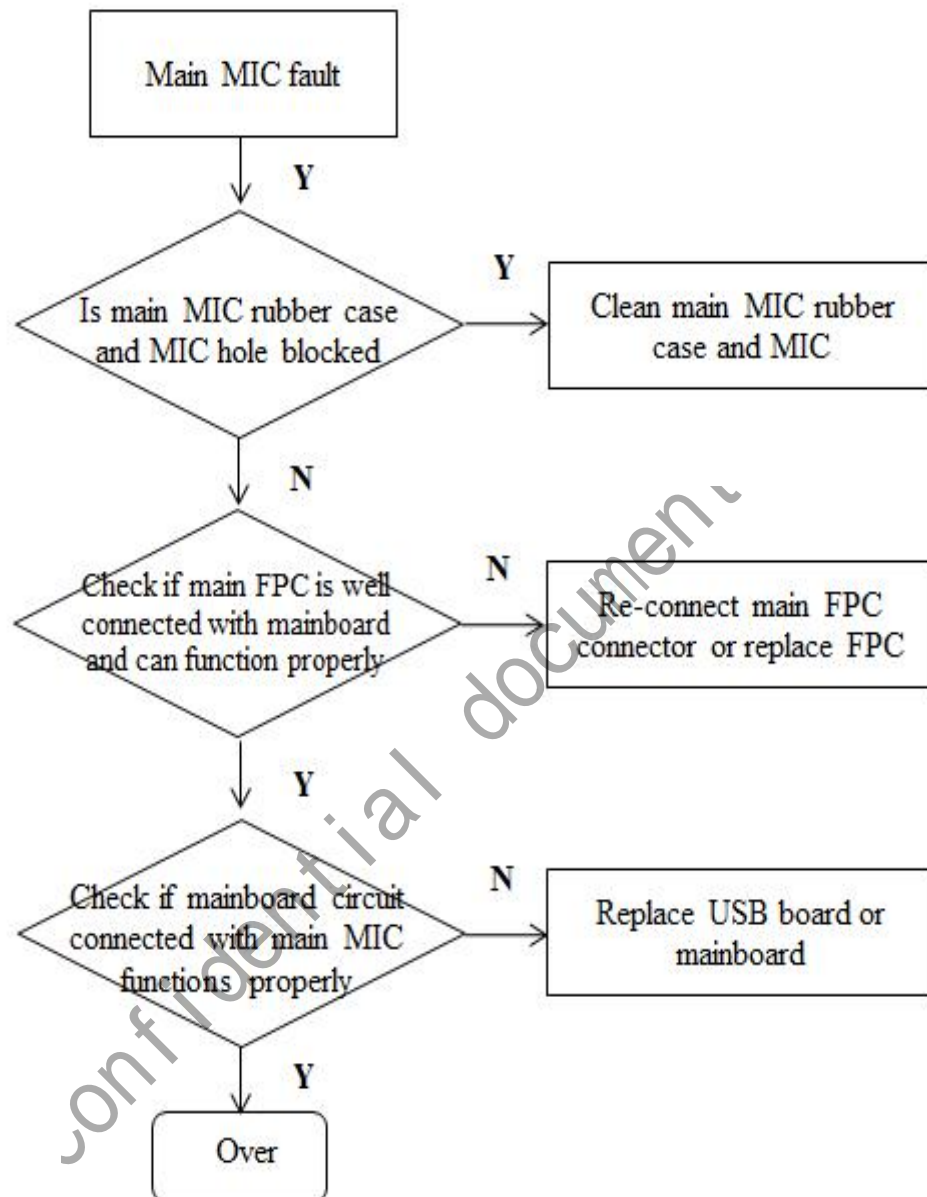 Main MIC fault
Y
Is main MIC rubber case
and MIC hole blocked
Y
Clean main MIC rubber
case and MIC
N
Check if main FPC is well
connected with mainboard
and can function properly
N
Re-connect main FPC
connector or replace FPC
Y
Check if mainboard circuit
connected with main MIC
functions properly
N
Replace USB board or
mainboard
Y
Over
confidential document